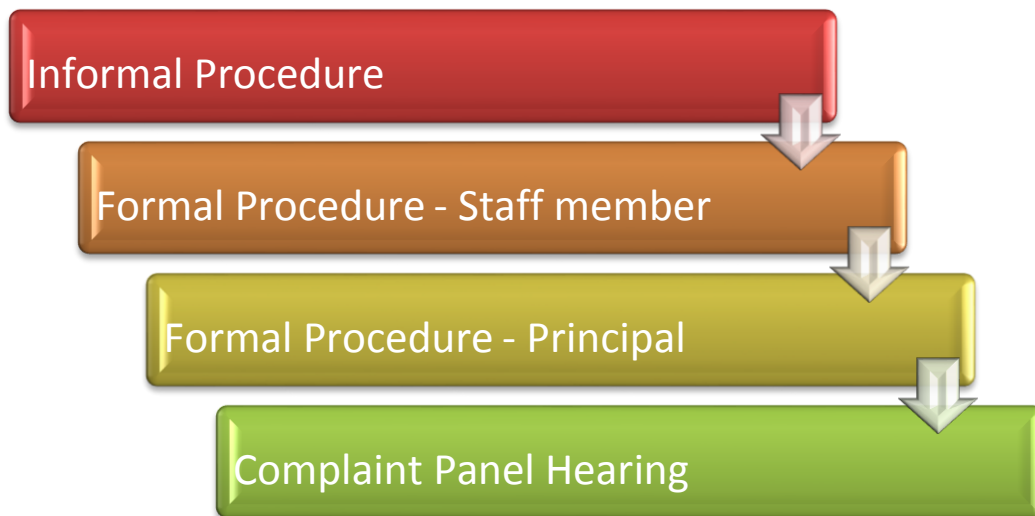 Informal Procedure
Formal Procedure - Staff member
Formal Procedure - Principal
Complaint Panel Hearing